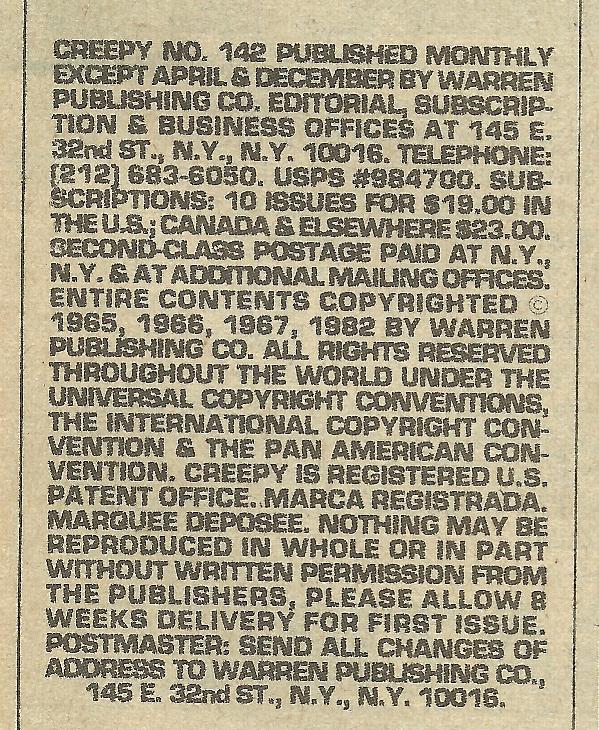 CREEPY NO. 142 PUBLISHED MONTHLY
EXCEPT APRIL & DECEMBER BY WARREN
PUBLISHING CO. EDITORIAL, SUBSCRIP-
TION & BUSINESS OFFICES AT 145 E.
32nd ST., N.Y., N.Y. 10016. TELEPHONE:
(212) 683-6050. USPS #984700. SUB-
SCRIPTIONS: 10 ISSUES FOR $19.00 IN
THE U.S.; CANADA & ELSEWHERE $23.00.
SECOND-CLASS POSTAGE PAID AT N.Y.,
N.Y. & AT ADDITIONAL MAILING OFFICES.
ENTIRE CONTENTS COPYRIGHTED ©
1965, 1966, 1967, 1982 BY WARREN
PUBLISHING CO. ALL RIGHTS RESERVED
THROUGHOUT THE WORLD UNDER THE
UNIVERSAL COPYRIGHT CONVENTIONS,
THE INTERNATIONAL COPYRIGHT CON-
VENTION & THE PAN AMERICAN CON-
VENTION. CREEPY IS REGISTERED U.S.
PATENT OFFICE. MARCA REGISTRADA.
MARQUEE DEPOSEE. NOTHING MAY BE
REPRODUCED IN WHOLE OR IN PART
WITHOUT WRITTEN PERMISSION FROM
THE PUBLISHERS, PLEASE ALLOW 8
WEEKS DELIVERY FOR FIRST ISSUE.
POSTMASTER: SEND ALL CHANGES OF
ADDRESS TO WARREN PUBLISHING CO.,
145 E. 32nd ST., N.Y., N.Y. 10016.